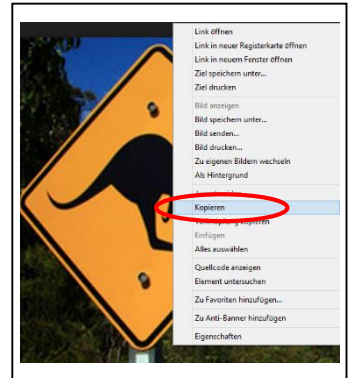 Link öffnen
Link in neuer Registerkarte öffnen
Link in neuem Fenster öffnen
Ziel speichern unter...
Ziel drucken
Bild anzeigen
Bild speichern unter...
Bild senden...
Bild drucken...
Zu eigenen Bildern wechseln
Als Hintergrund
Kopieren
Einfügen
Alles auswählen
Quellcode anzeigen
Element untersuchen
Zu Favoriten hinzufügen...
Zu Anti-Banner hinzufügen
Eigenschaften